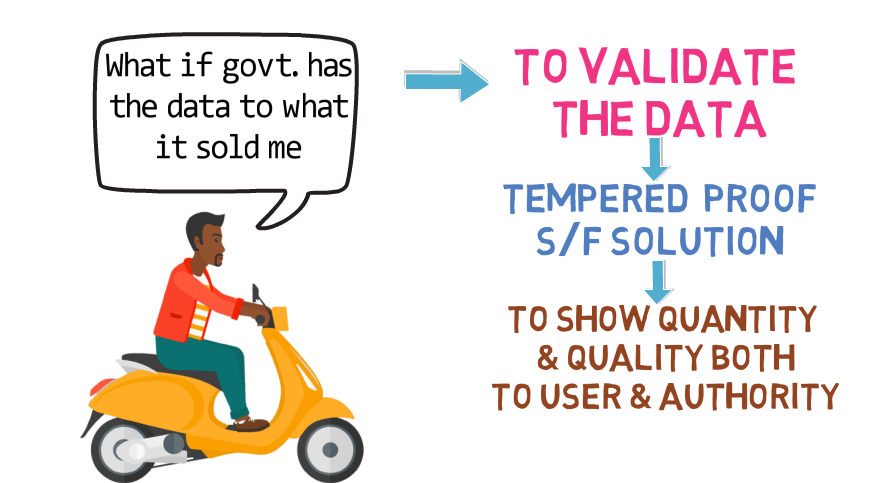 What if govt. has
the data to what
it sold me
TO VALIDATE
THE DATA
TEMPERED PROOF
S/F SOLUTION
TO SHOW QUANTITY
& QUALITY BOTH
TO USER & AUTHORITY